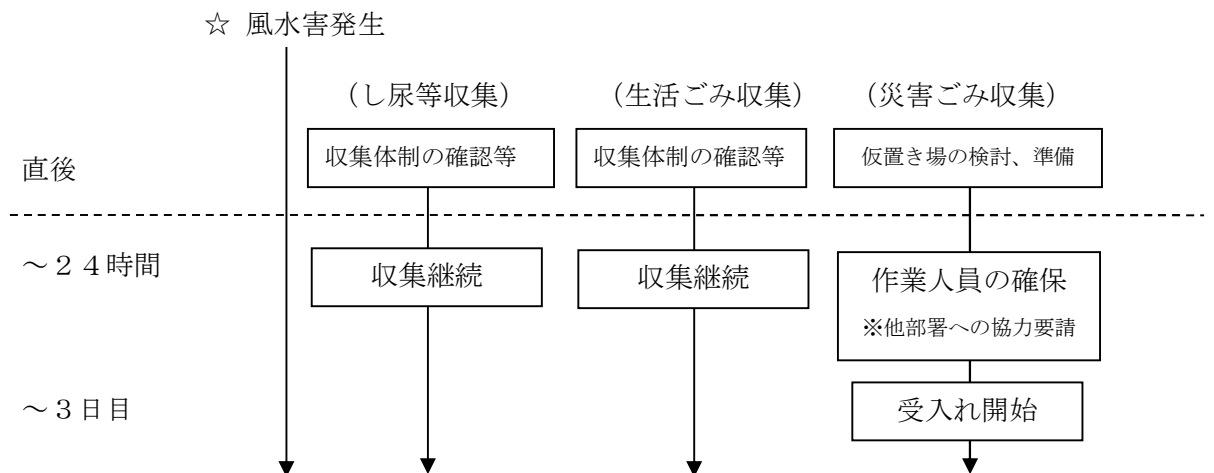 ☆ 風水害発生
(し尿等収集) (生活ごみ収集) (災害ごみ収集)
直後 収集体制の確認等 収集体制の確認等 仮置き場の検討、準備
~24時間 収集継続 収集継続 作業人員の確保
※他部署への協力要請
~3日目 受入れ開始